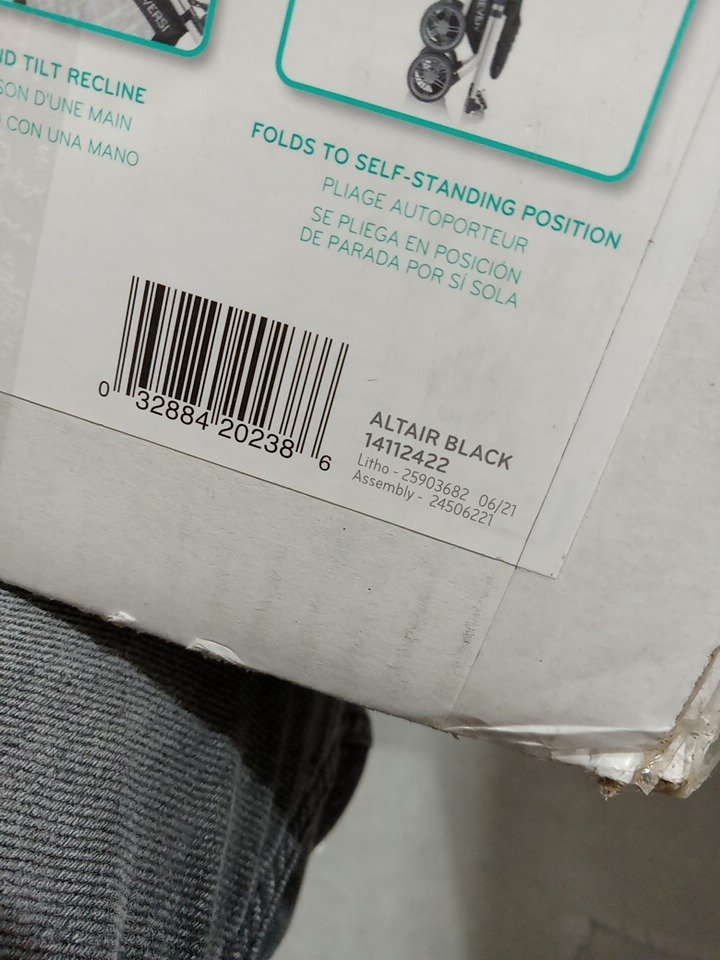 VERSI
ND TILT RECLINE
SON D'UNE MAIN
CON UNA MANO
FOLDS TO SELF-STANDING POSITION
PLIAGE AUTOPORTEUR
SE PLIEGA EN POSICIÓN
DE PARADA POR SÍ SOLA
0 32884 20238 6
ALTAIR BLACK
14112422
Litho - 25903682 06/21
Assembly - 24506221